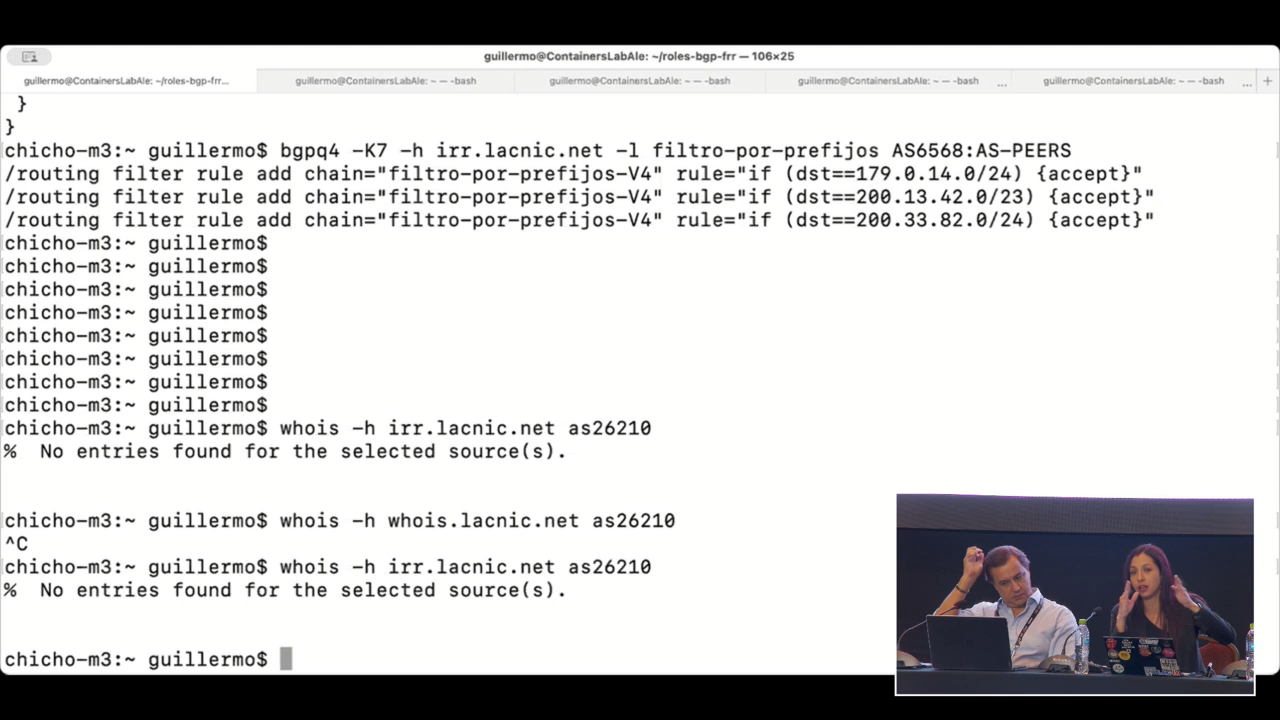 guillermo@ContainersLabAle: ~/roles-bgp-frr — 106×25
guillermo@ContainersLabAle: ~/roles-bgp-frr... guillermo@ContainersLabAle: ~ — -bash guillermo@ContainersLabAle: ~ — -bash guillermo@ContainersLabAle: ~ — -bash ... guillermo@ContainersLabAle: ~ — -bash ... +
}
}
chicho-m3:~ guillermo$ bgpq4 -K7 -h irr.lacnic.net -l filtro-por-prefijos AS6568:AS-PEERS
/routing filter rule add chain="filtro-por-prefijos-V4" rule="if (dst==179.0.14.0/24) {accept}"
/routing filter rule add chain="filtro-por-prefijos-V4" rule="if (dst==200.13.42.0/23) {accept}"
/routing filter rule add chain="filtro-por-prefijos-V4" rule="if (dst==200.33.82.0/24) {accept}"
chicho-m3:~ guillermo$
chicho-m3:~ guillermo$
chicho-m3:~ guillermo$
chicho-m3:~ guillermo$
chicho-m3:~ guillermo$
chicho-m3:~ guillermo$
chicho-m3:~ guillermo$
chicho-m3:~ guillermo$
chicho-m3:~ guillermo$ whois -h irr.lacnic.net as26210
%  No entries found for the selected source(s).
chicho-m3:~ guillermo$ whois -h whois.lacnic.net as26210
^C
chicho-m3:~ guillermo$ whois -h irr.lacnic.net as26210
%  No entries found for the selected source(s).
chicho-m3:~ guillermo$